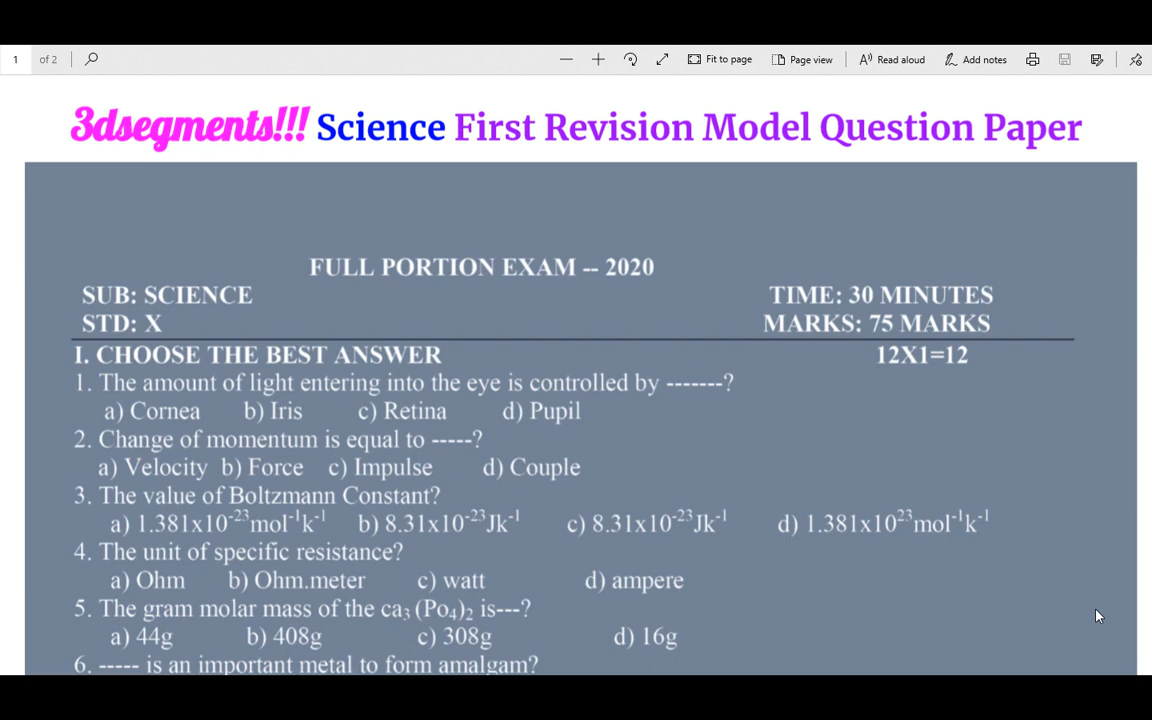 1 of 2 Fit to page Page view Read aloud Add notes
3dsegments!!! Science First Revision Model Question Paper
FULL PORTION EXAM -- 2020
SUB: SCIENCE TIME: 30 MINUTES
STD: X MARKS: 75 MARKS
I. CHOOSE THE BEST ANSWER 12X1=12
1. The amount of light entering into the eye is controlled by -------?
a) Cornea b) Iris c) Retina d) Pupil
2. Change of momentum is equal to -----?
a) Velocity b) Force c) Impulse d) Couple
3. The value of Boltzmann Constant?
a) 1.381x10⁻²³mol⁻¹k⁻¹ b) 8.31x10⁻²³Jk⁻¹ c) 8.31x10⁻²³Jk⁻¹ d) 1.381x10²³mol⁻¹k⁻¹
4. The unit of specific resistance?
a) Ohm b) Ohm.meter c) watt d) ampere
5. The gram molar mass of the ca₃ (Po₄)₂ is---?
a) 44g b) 408g c) 308g d) 16g
6. ----- is an important metal to form amalgam?